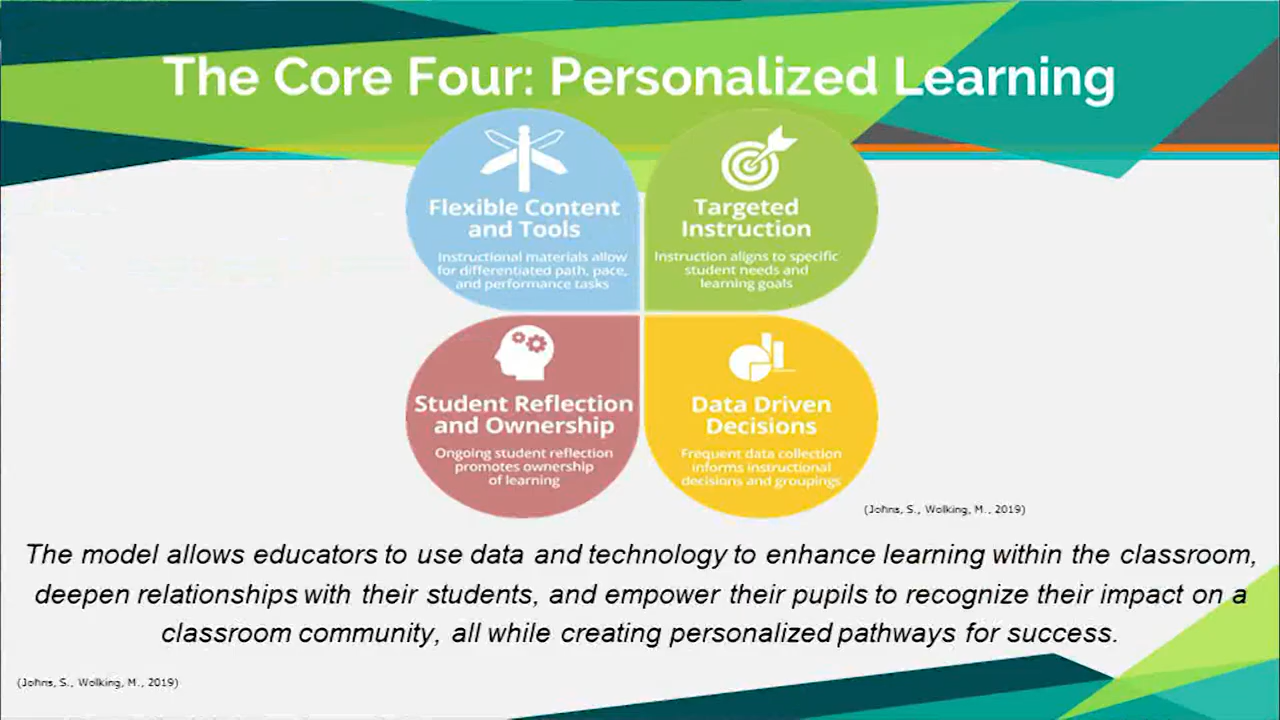 The Core Four: Personalized Learning
Flexible Content
and Tools
Instructional materials allow
for differentiated path, pace,
and performance tasks
Targeted
Instruction
Instruction aligns to specific
student needs and
learning goals
Student Reflection
and Ownership
Ongoing student reflection
promotes ownership
of learning
Data Driven
Decisions
Frequent data collection
informs instructional
decisions and groupings
(Johns, S., Wolking, M., 2019)
The model allows educators to use data and technology to enhance learning within the classroom,
deepen relationships with their students, and empower their pupils to recognize their impact on a
classroom community, all while creating personalized pathways for success.
(Johns, S., Wolking, M., 2019)